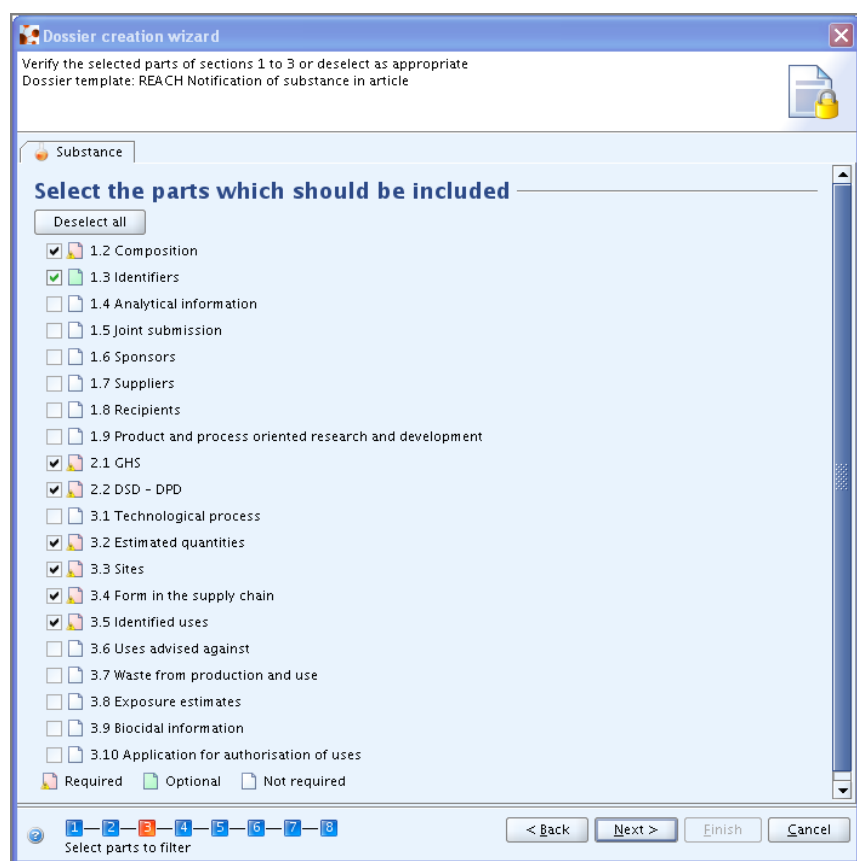 Dossier creation wizard
Verify the selected parts of sections 1 to 3 or deselect as appropriate
Dossier template: REACH Notification of substance in article
Substance
Select the parts which should be included
Deselect all
1.2 Composition
1.3 Identifiers
1.4 Analytical information
1.5 Joint submission
1.6 Sponsors
1.7 Suppliers
1.8 Recipients
1.9 Product and process oriented research and development
2.1 GHS
2.2 DSD - DPD
3.1 Technological process
3.2 Estimated quantities
3.3 Sites
3.4 Form in the supply chain
3.5 Identified uses
3.6 Uses advised against
3.7 Waste from production and use
3.8 Exposure estimates
3.9 Biocidal information
3.10 Application for authorisation of uses
Required Optional Not required
1 2 3 4 5 6 7 8
Select parts to filter
< Back Next > Finish Cancel